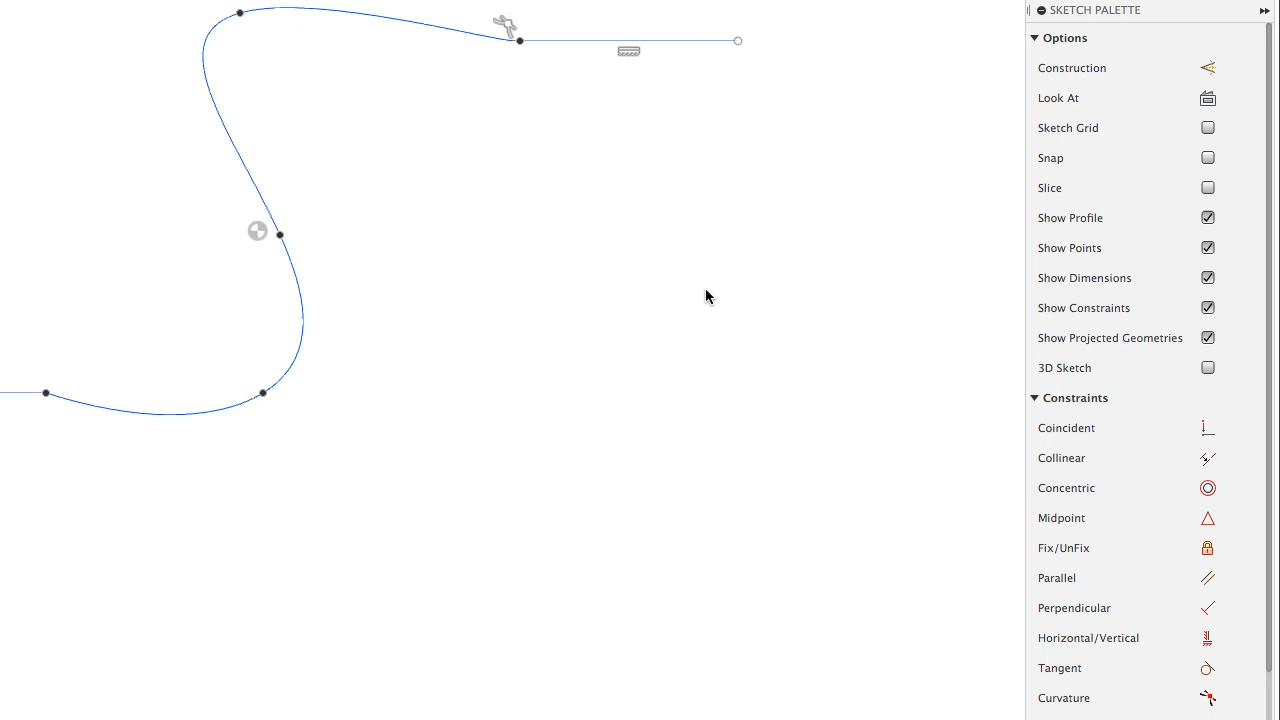 SKETCH PALETTE
Options
Construction
Look At
Sketch Grid
Snap
Slice
Show Profile
Show Points
Show Dimensions
Show Constraints
Show Projected Geometries
3D Sketch
Constraints
Coincident
Collinear
Concentric
Midpoint
Fix/UnFix
Parallel
Perpendicular
Horizontal/Vertical
Tangent
Curvature